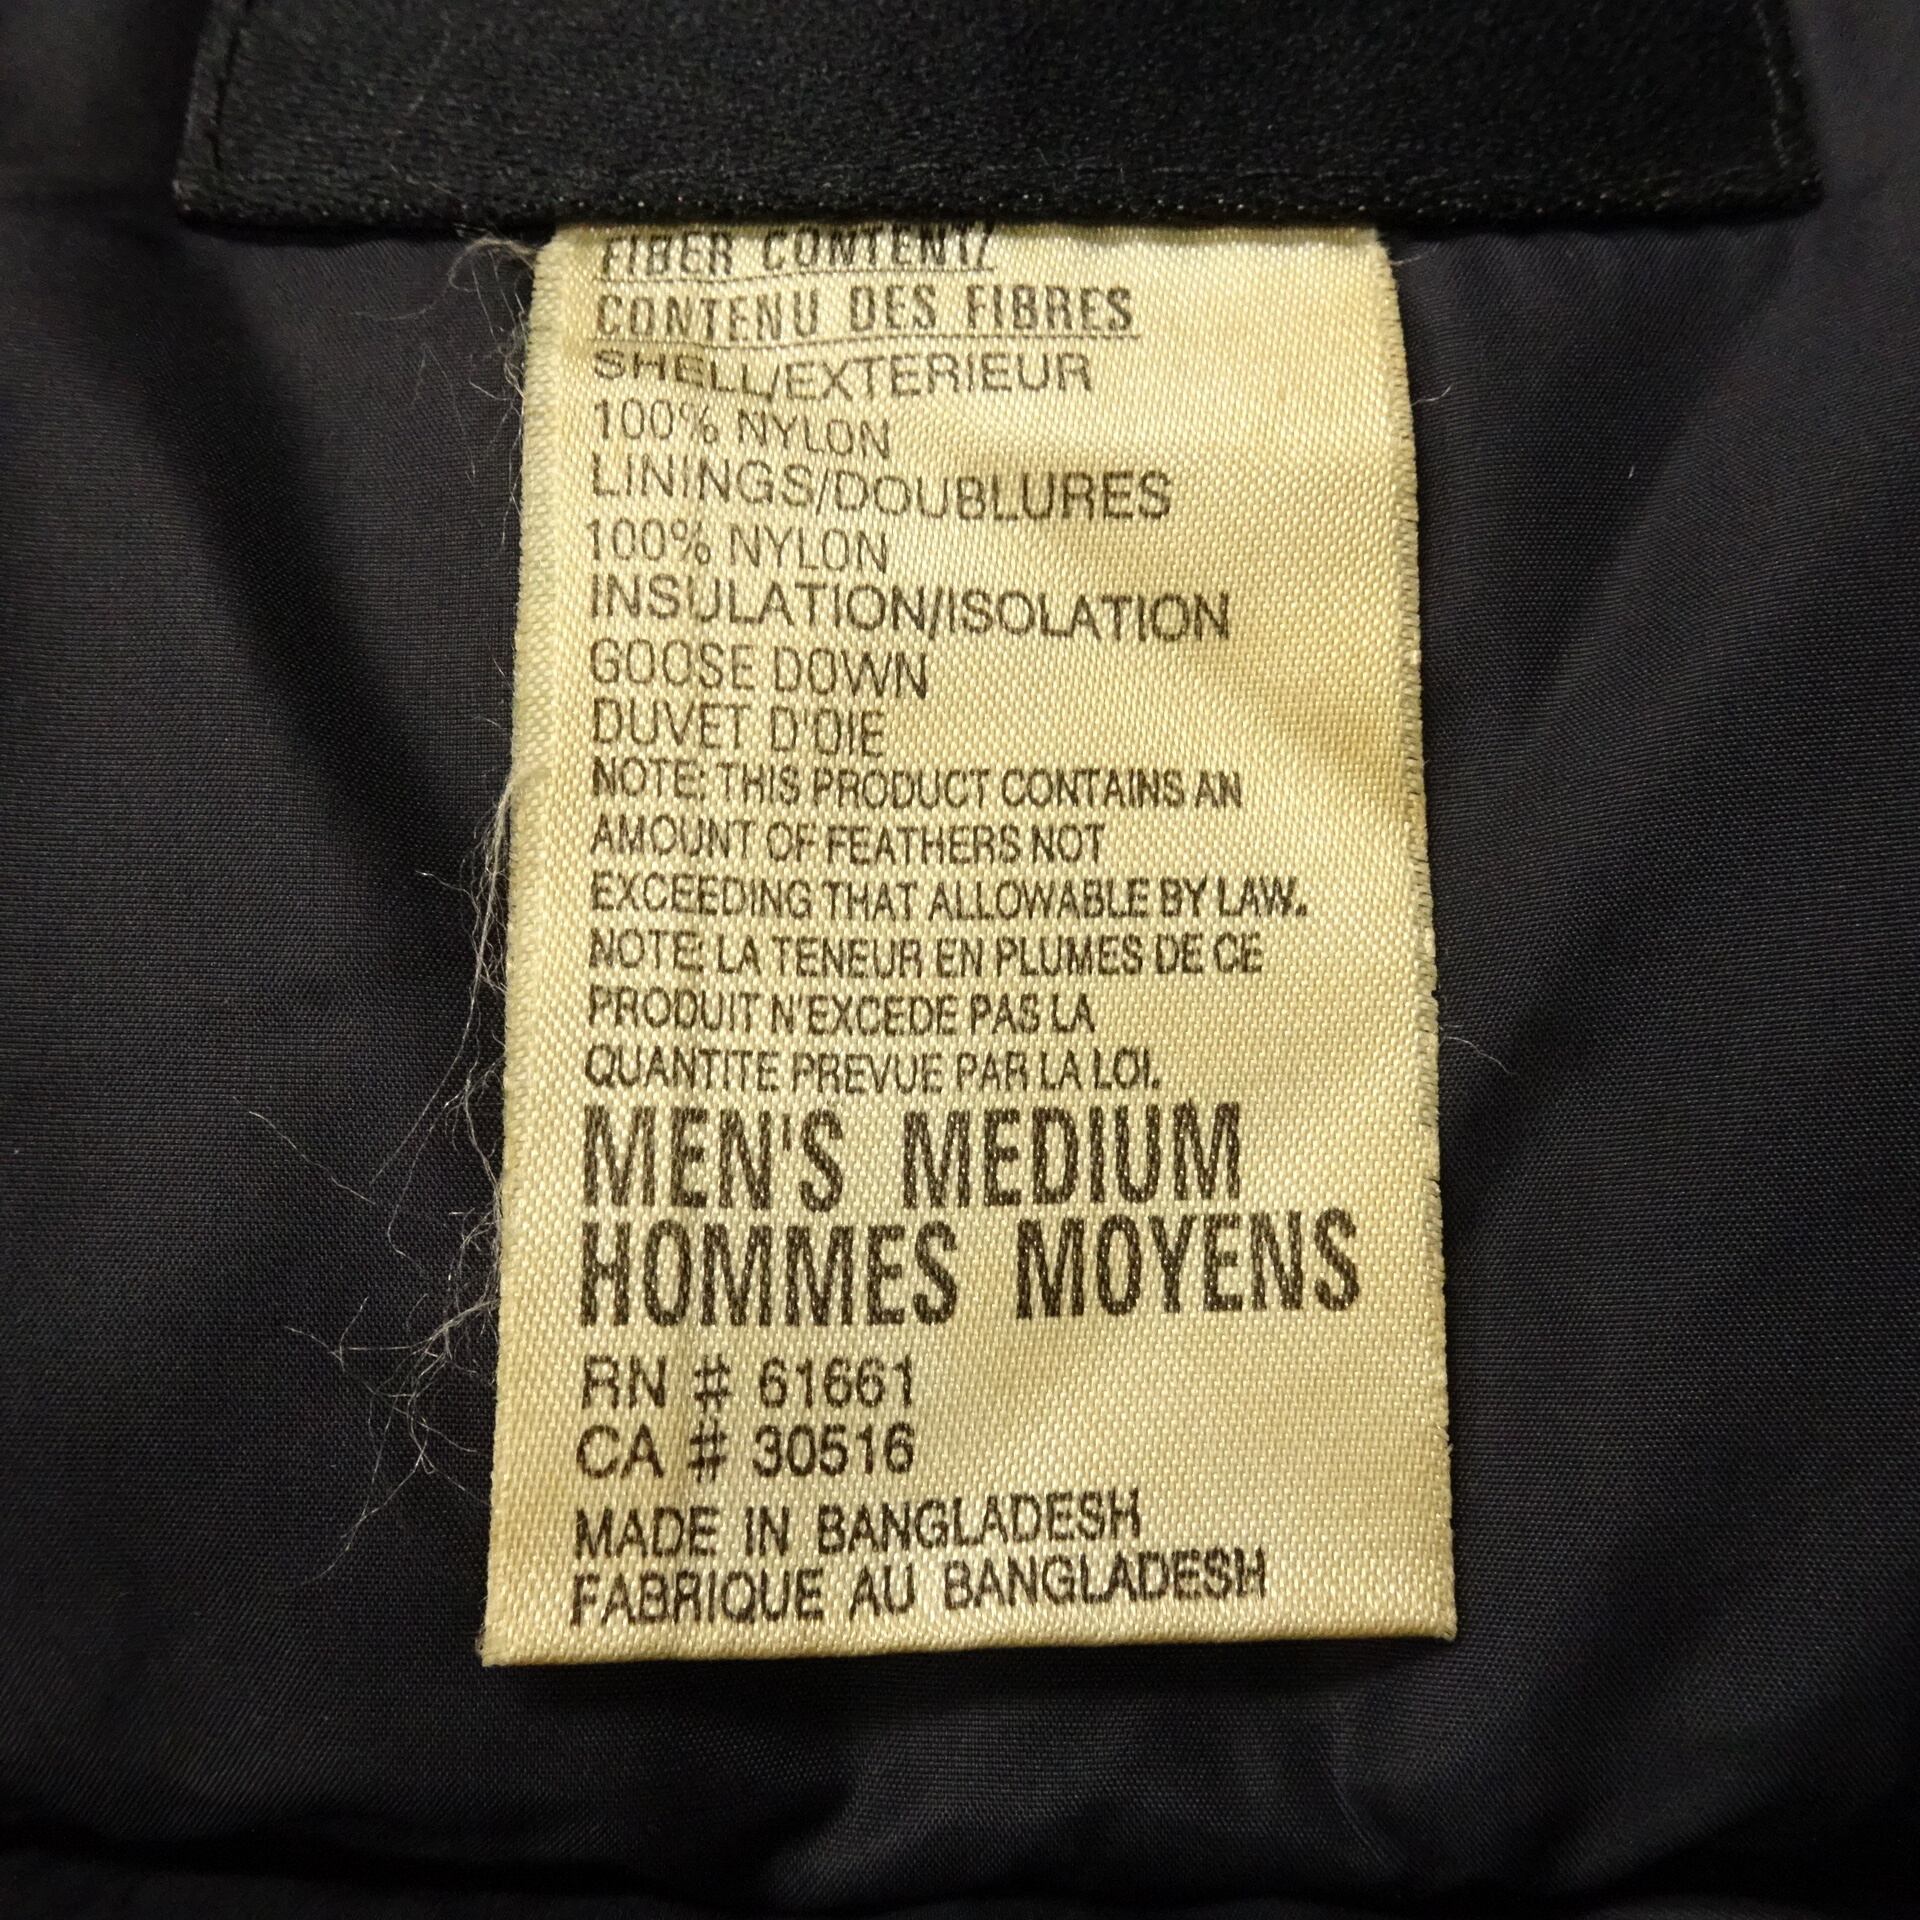 FIBER CONTENT/
CONTENU DES FIBRES
SHELL/EXTERIEUR
100% NYLON
LININGS/DOUBLURES
100% NYLON
INSULATION/ISOLATION
GOOSE DOWN
DUVET D'OIE
NOTE: THIS PRODUCT CONTAINS AN
AMOUNT OF FEATHERS NOT
EXCEEDING THAT ALLOWABLE BY LAW.
NOTE: LA TENEUR EN PLUMES DE CE
PRODUIT N'EXCEDE PAS LA
QUANTITE PREVUE PAR LA LOI.
MEN'S MEDIUM
HOMMES MOYENS
RN # 61661
CA # 30516
MADE IN BANGLADESH
FABRIQUE AU BANGLADESH